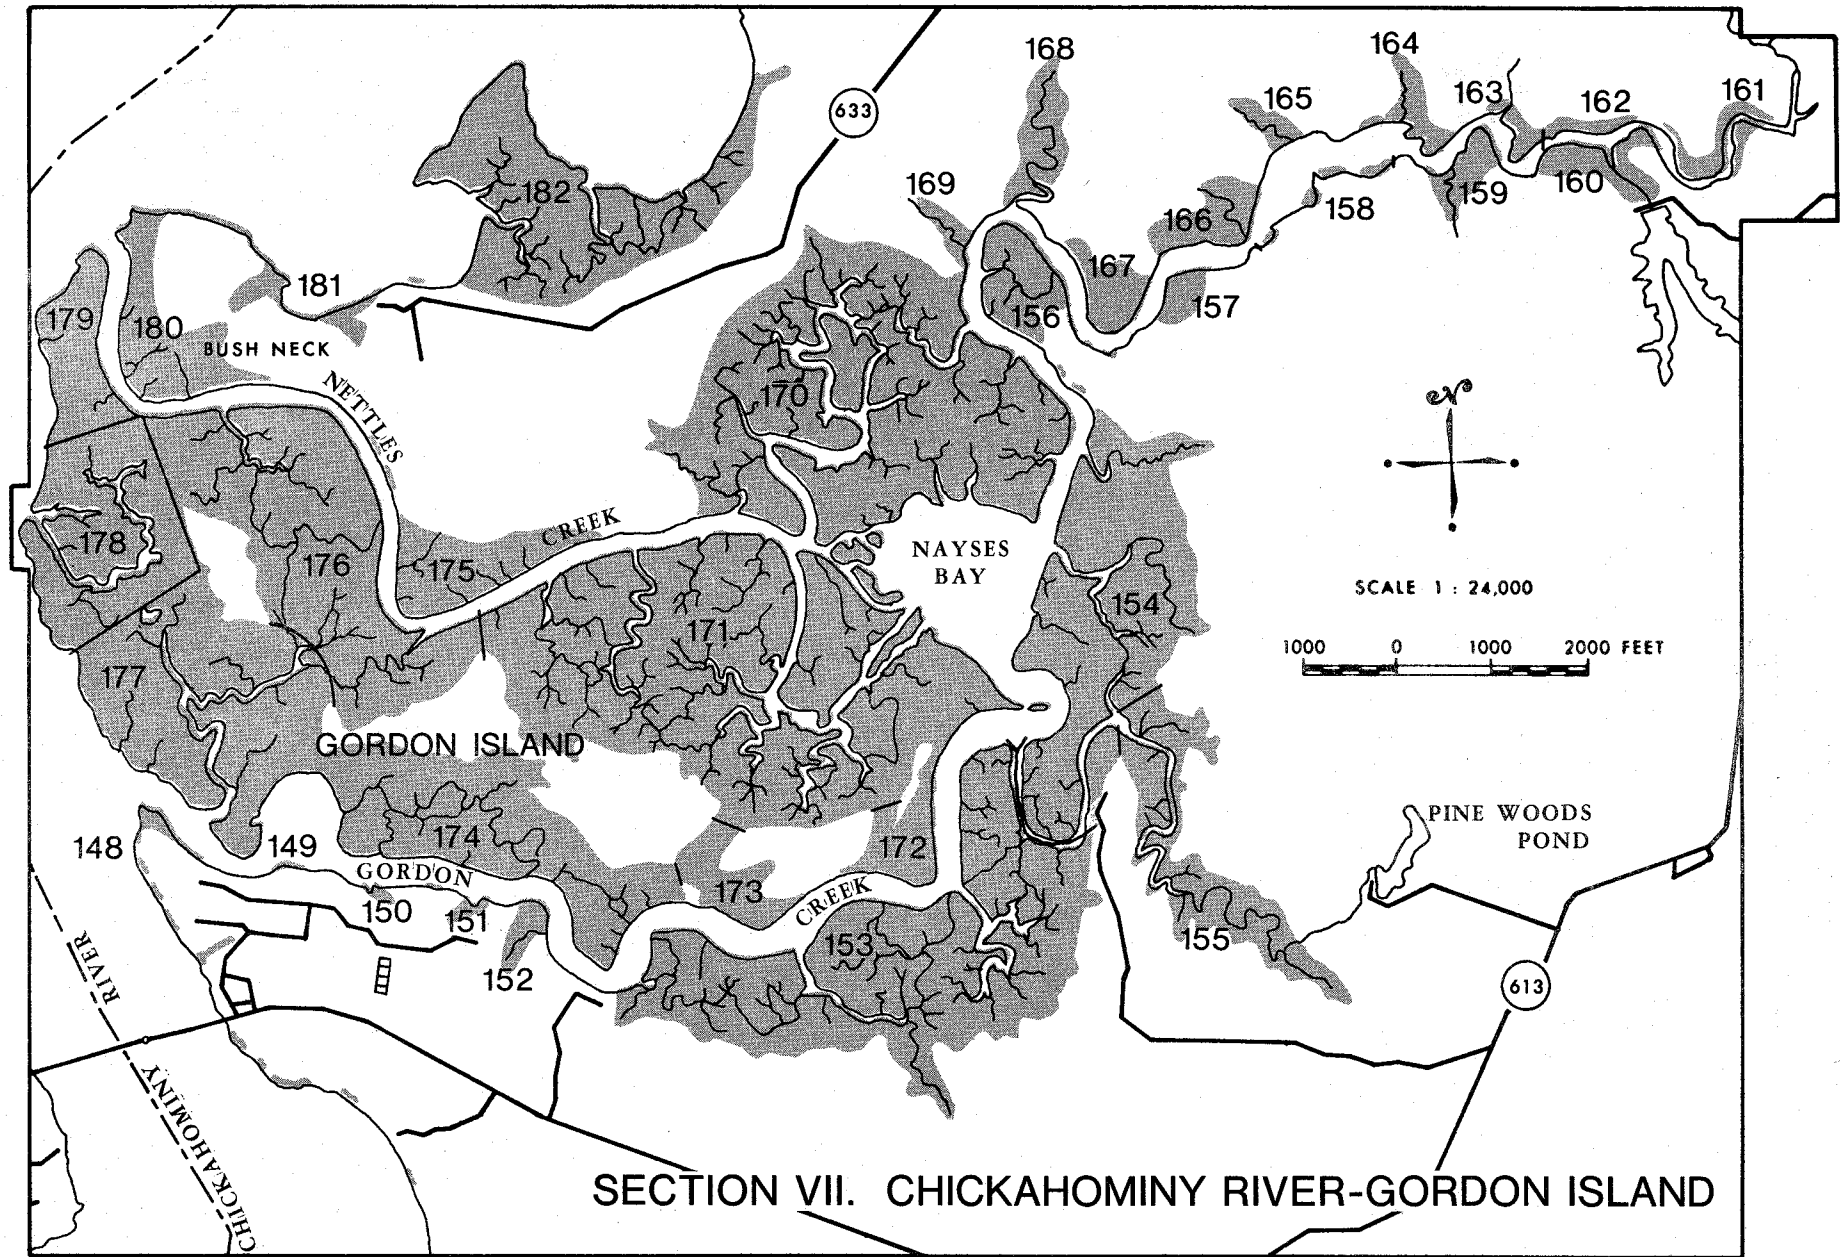 168
164
633
165
163
162
161
169
182
166
158
159
160
181
167
157
179
180
156
BUSH NECK
NETTLES
170
N
CREEK
178
176
175
NAYSES
BAY
SCALE 1 : 24,000
154
171
1000 0 1000 2000 FEET
177
GORDON ISLAND
PINE WOODS
POND
148
149
174
172
GORDON
173
CREEK
150
151
153
155
152
613
RIVER
CHICKAHOMINY
SECTION VII. CHICKAHOMINY RIVER-GORDON ISLAND